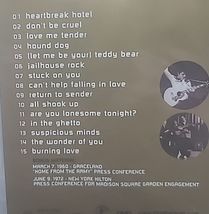 01 heartbreak hotel
02 don't be cruel
03 love me tender
04 hound dog
05 (let me be your) teddy bear
06 jailhouse rock
07 stuck on you
08 can't help falling in love
09 return to sender
10 all shook up
11 are you lonesome tonight?
12 in the ghetto
13 suspicious minds
14 the wonder of you
15 burning love
MARCH 7, 1960 - GRACELAND
"HOME FROM THE ARMY" PRESS CONFERENCE
JUNE 9, 1972 - NEW YORK HILTON
PRESS CONFERENCE FOR MADISON SQUARE GARDEN ENGAGEMENT